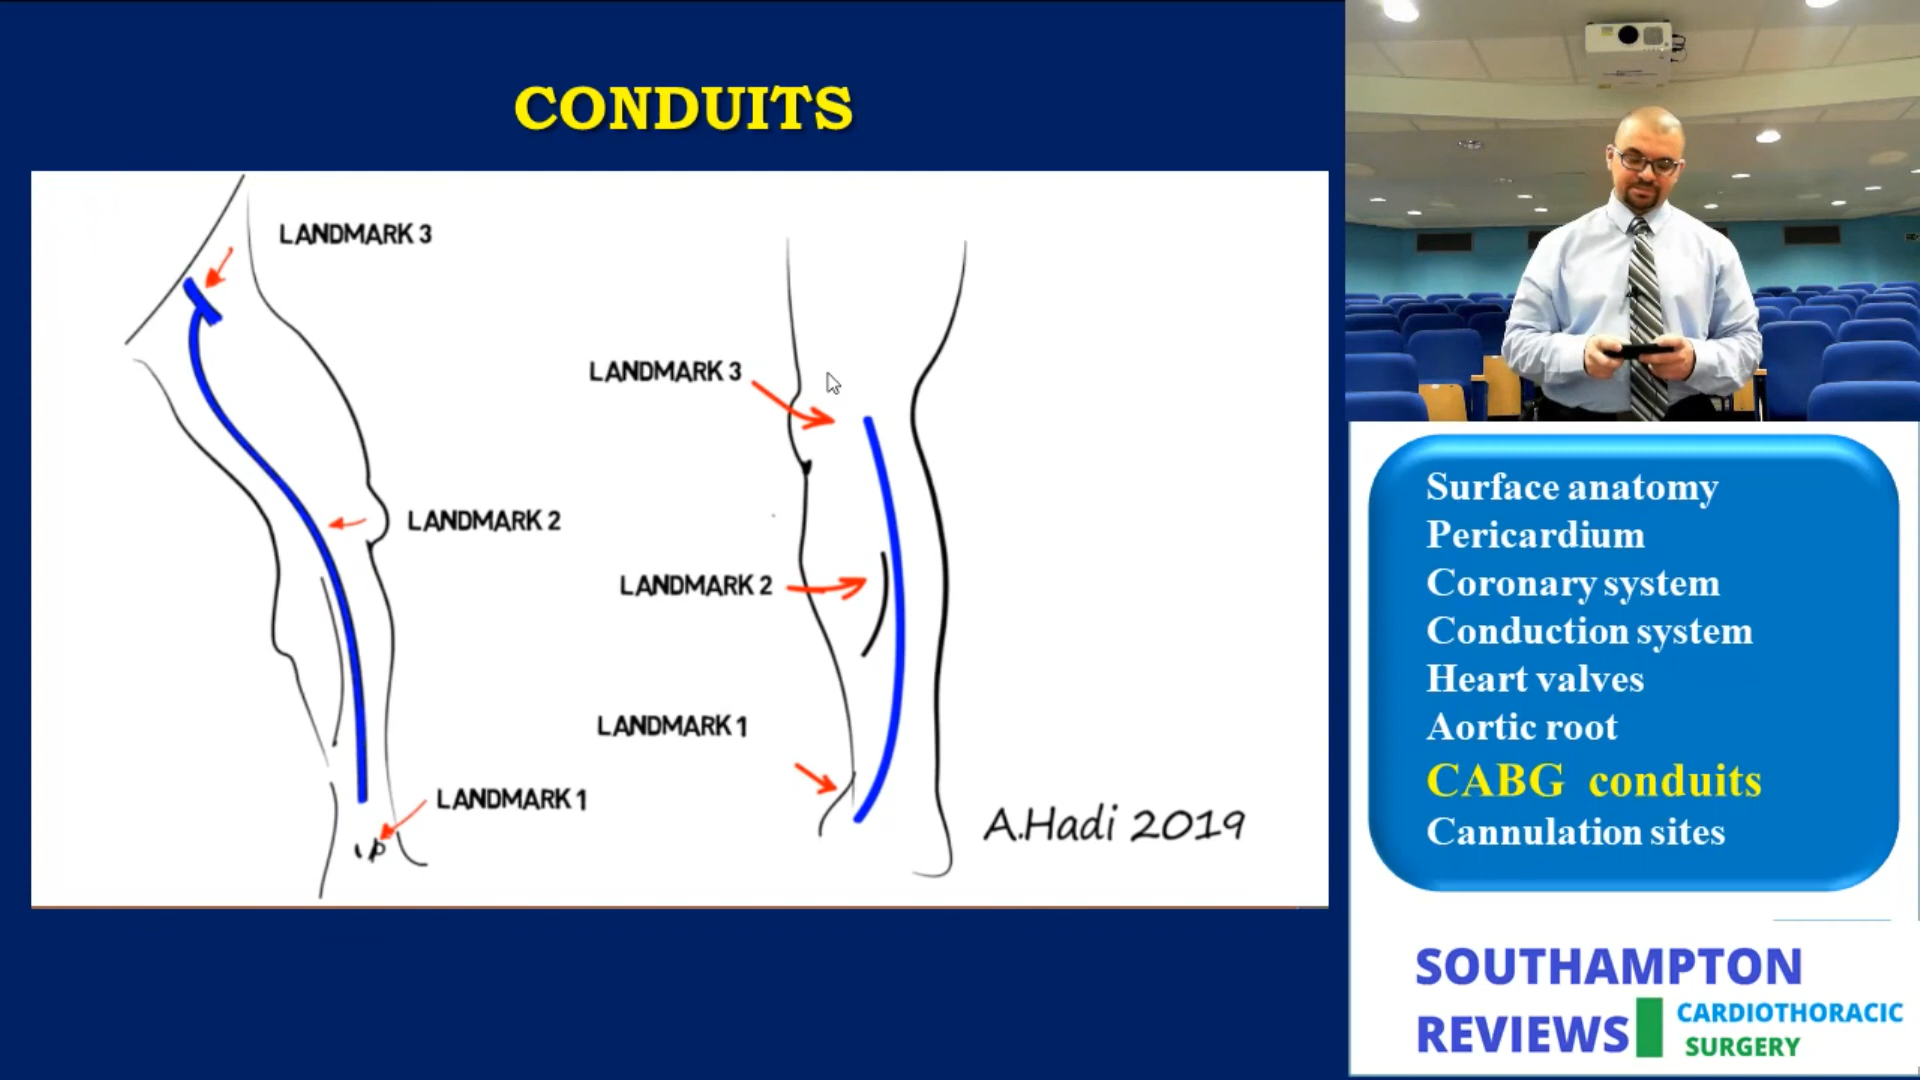 CONDUITS
LANDMARK 3
LANDMARK 2
LANDMARK 1
LANDMARK 3
LANDMARK 2
LANDMARK 1
A.Hadi 2019
Surface anatomy
Pericardium
Coronary system
Conduction system
Heart valves
Aortic root
CABG conduits
Cannulation sites
SOUTHAMPTON
REVIEWS
CARDIOTHORACIC
SURGERY